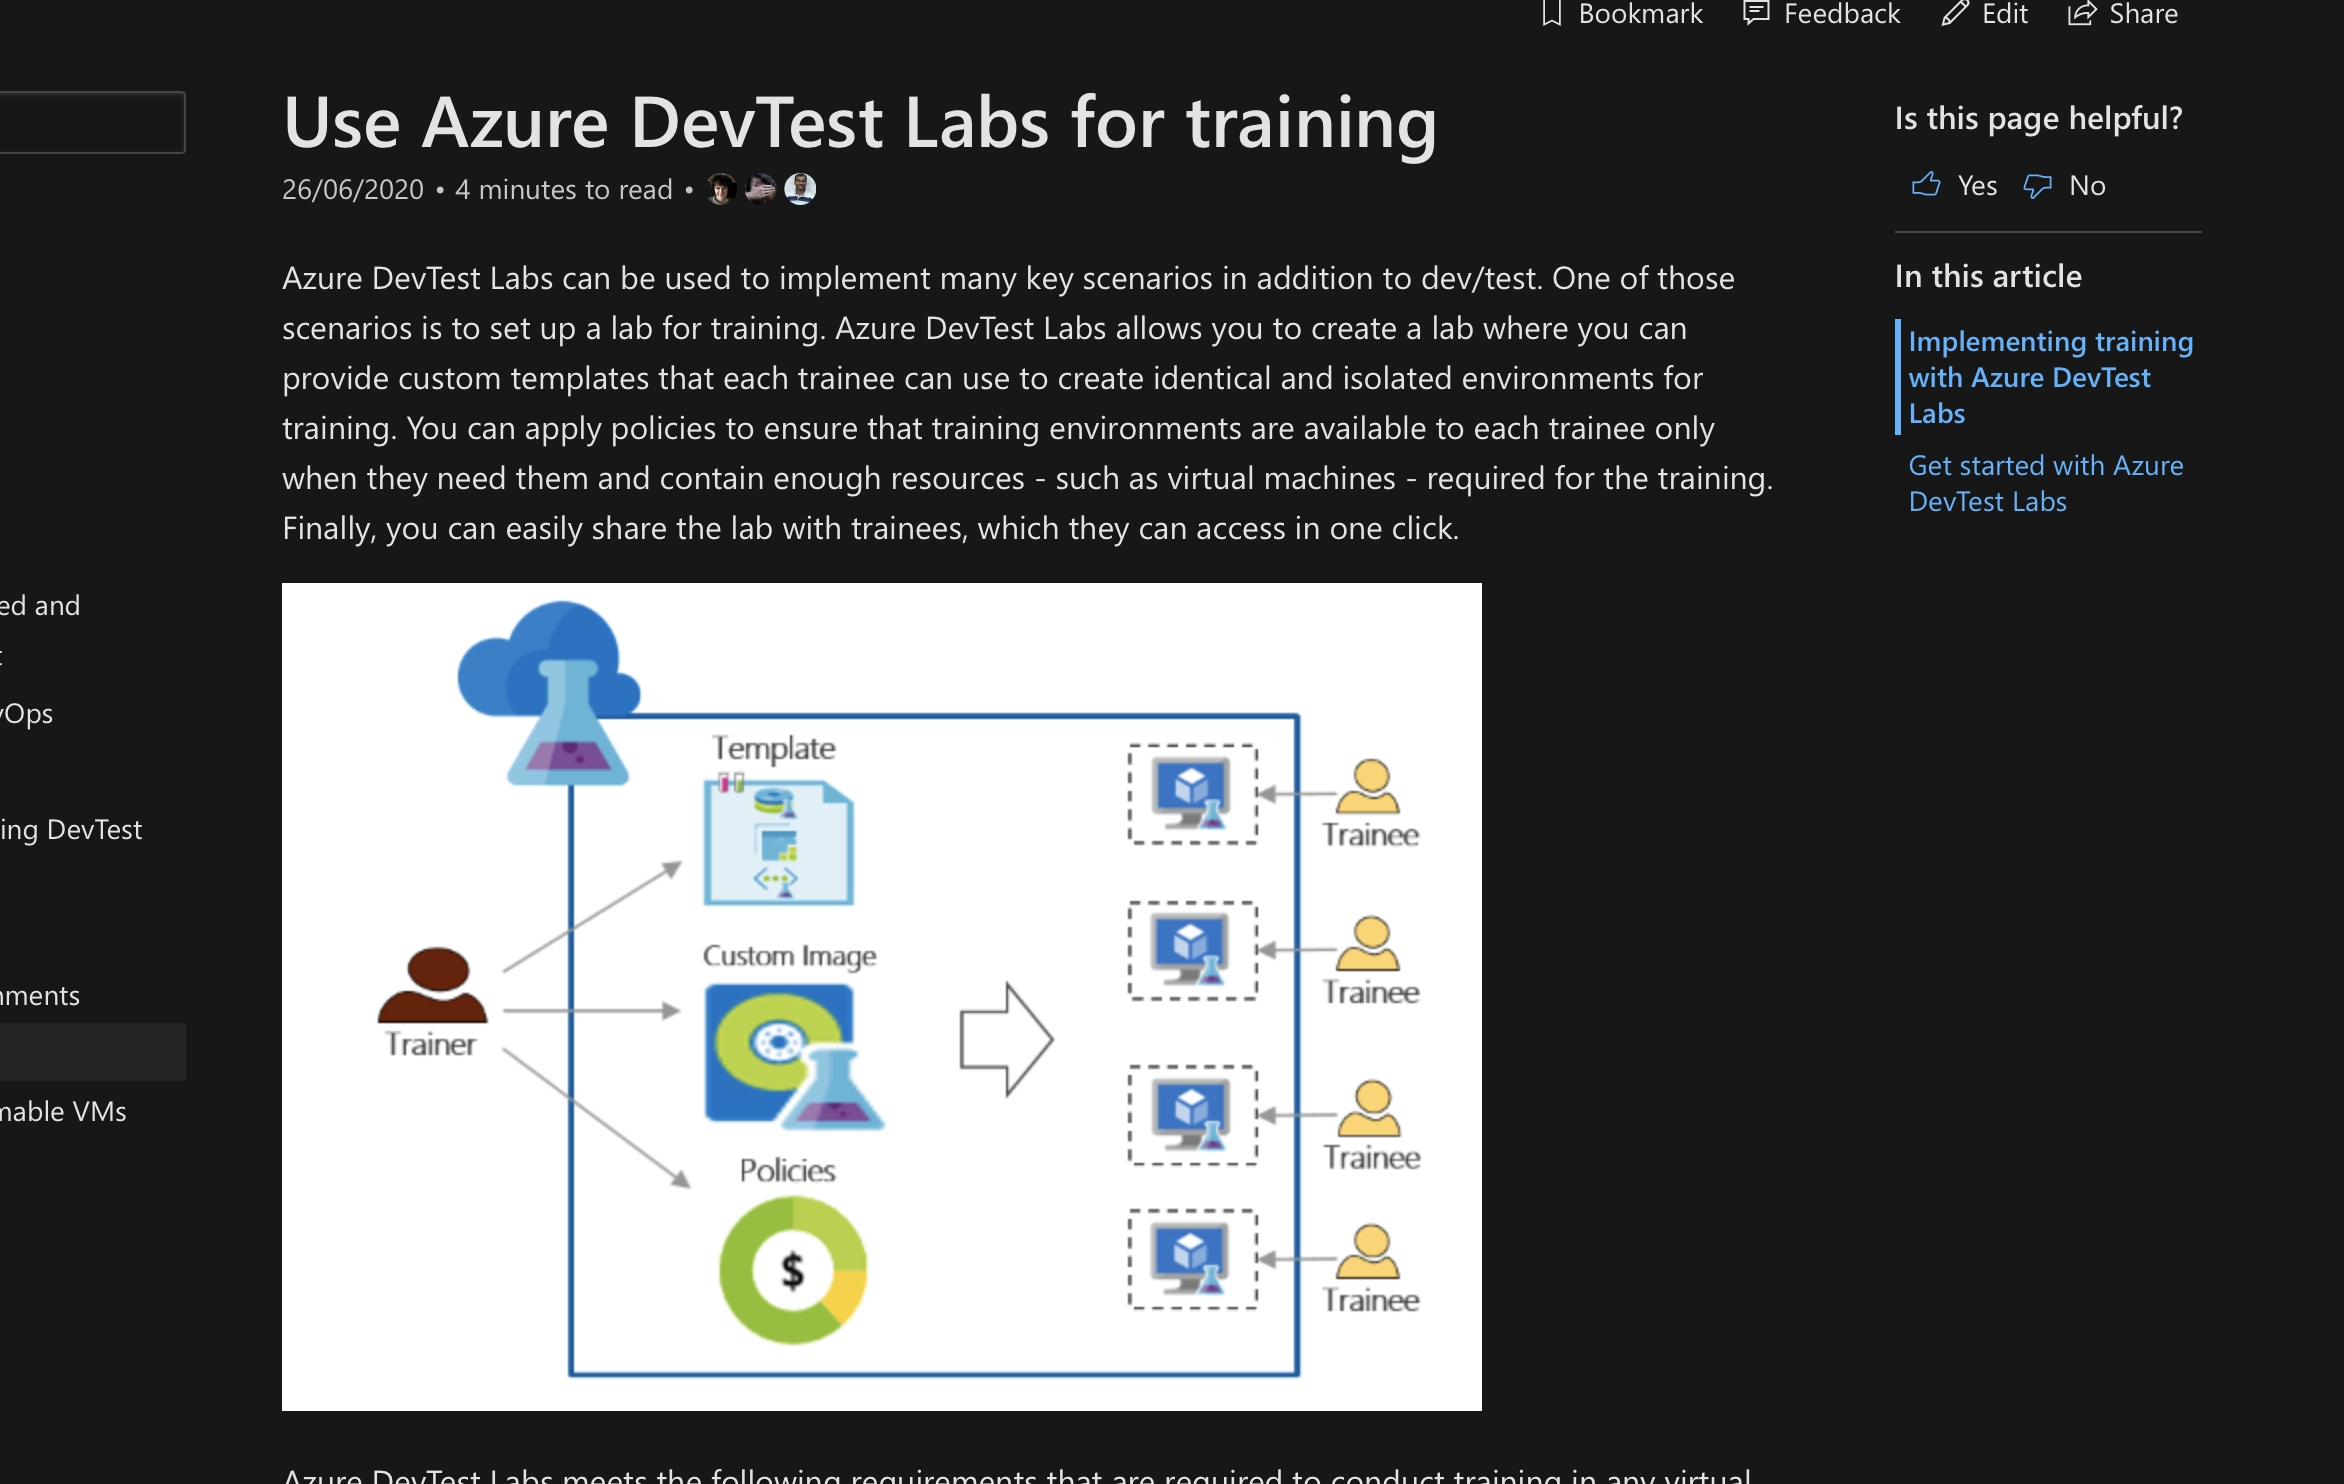 Bookmark Feedback Edit Share
Use Azure DevTest Labs for training
26/06/2020 • 4 minutes to read •
Azure DevTest Labs can be used to implement many key scenarios in addition to dev/test. One of those
scenarios is to set up a lab for training. Azure DevTest Labs allows you to create a lab where you can
provide custom templates that each trainee can use to create identical and isolated environments for
training. You can apply policies to ensure that training environments are available to each trainee only
when they need them and contain enough resources - such as virtual machines - required for the training.
Finally, you can easily share the lab with trainees, which they can access in one click.
Is this page helpful?
Yes No
In this article
Implementing training
with Azure DevTest
Labs
Get started with Azure
DevTest Labs
ed and
t
vOps
ing DevTest
nments
mable VMs
Template
Custom Image
Policies
$
Trainer
Trainee
Trainee
Trainee
Trainee
Azure DevTest Labs meets the following requirements that are required to conduct training in any virtual